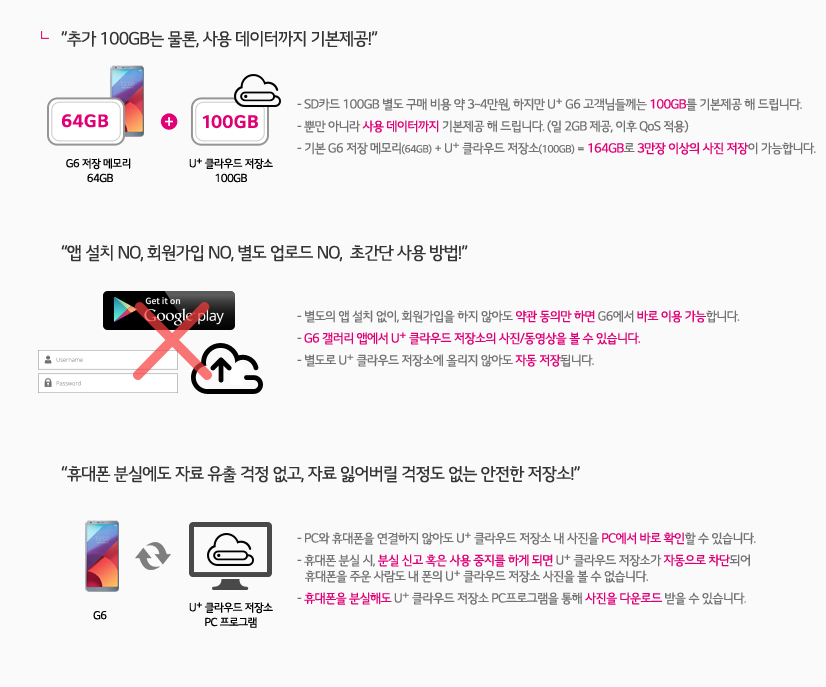 “추가 100GB는 물론, 사용 데이터까지 기본제공!”
64GB
100GB
G6 저장 메모리
64GB
U+ 클라우드 저장소
100GB
- SD카드 100GB 별도 구매 비용 약 3~4만원, 하지만 U+ G6 고객님들께는 100GB를 기본제공 해 드립니다.
- 뿐만 아니라 사용 데이터까지 기본제공 해 드립니다. (일 2GB 제공, 이후 QoS 적용)
- 기본 G6 저장 메모리(64GB) + U+ 클라우드 저장소(100GB) = 164GB로 3만장 이상의 사진 저장이 가능합니다.
“앱 설치 NO, 회원가입 NO, 별도 업로드 NO, 초간단 사용 방법!”
Get it on
Google play
Username
Password
- 별도의 앱 설치 없이, 회원가입을 하지 않아도 약관 동의만 하면 G6에서 바로 이용 가능합니다.
- G6 갤러리 앱에서 U+ 클라우드 저장소의 사진/동영상을 볼 수 있습니다.
- 별도로 U+ 클라우드 저장소에 올리지 않아도 자동 저장됩니다.
“휴대폰 분실에도 자료 유출 걱정 없고, 자료 잃어버릴 걱정도 없는 안전한 저장소!”
G6
U+ 클라우드 저장소
PC 프로그램
- PC와 휴대폰을 연결하지 않아도 U+ 클라우드 저장소 내 사진을 PC에서 바로 확인할 수 있습니다.
- 휴대폰 분실 시, 분실 신고 혹은 사용 중지를 하게 되면 U+ 클라우드 저장소가 자동으로 차단되어
휴대폰을 주운 사람도 내 폰의 U+ 클라우드 저장소 사진을 볼 수 없습니다.
- 휴대폰을 분실해도 U+ 클라우드 저장소 PC프로그램을 통해 사진을 다운로드 받을 수 있습니다.